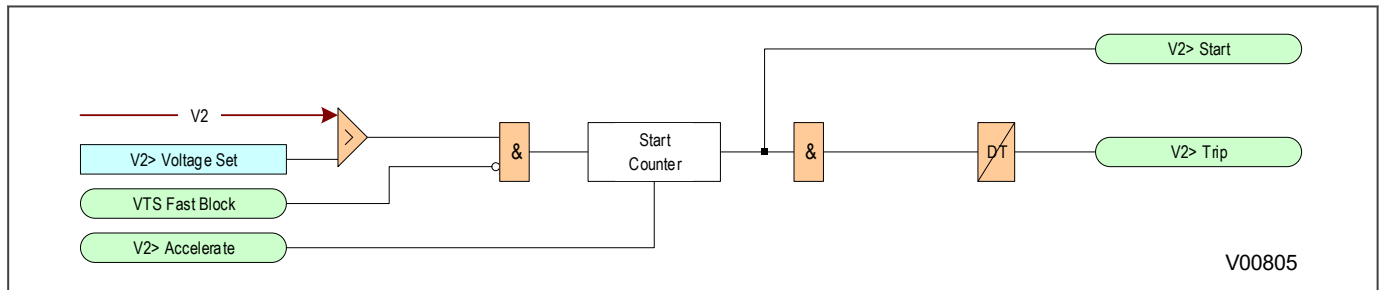 V2> Start
V2
>
V2> Voltage Set
&
Start
Counter
&
DT
V2> Trip
VTS Fast Block
V2> Accelerate
V00805